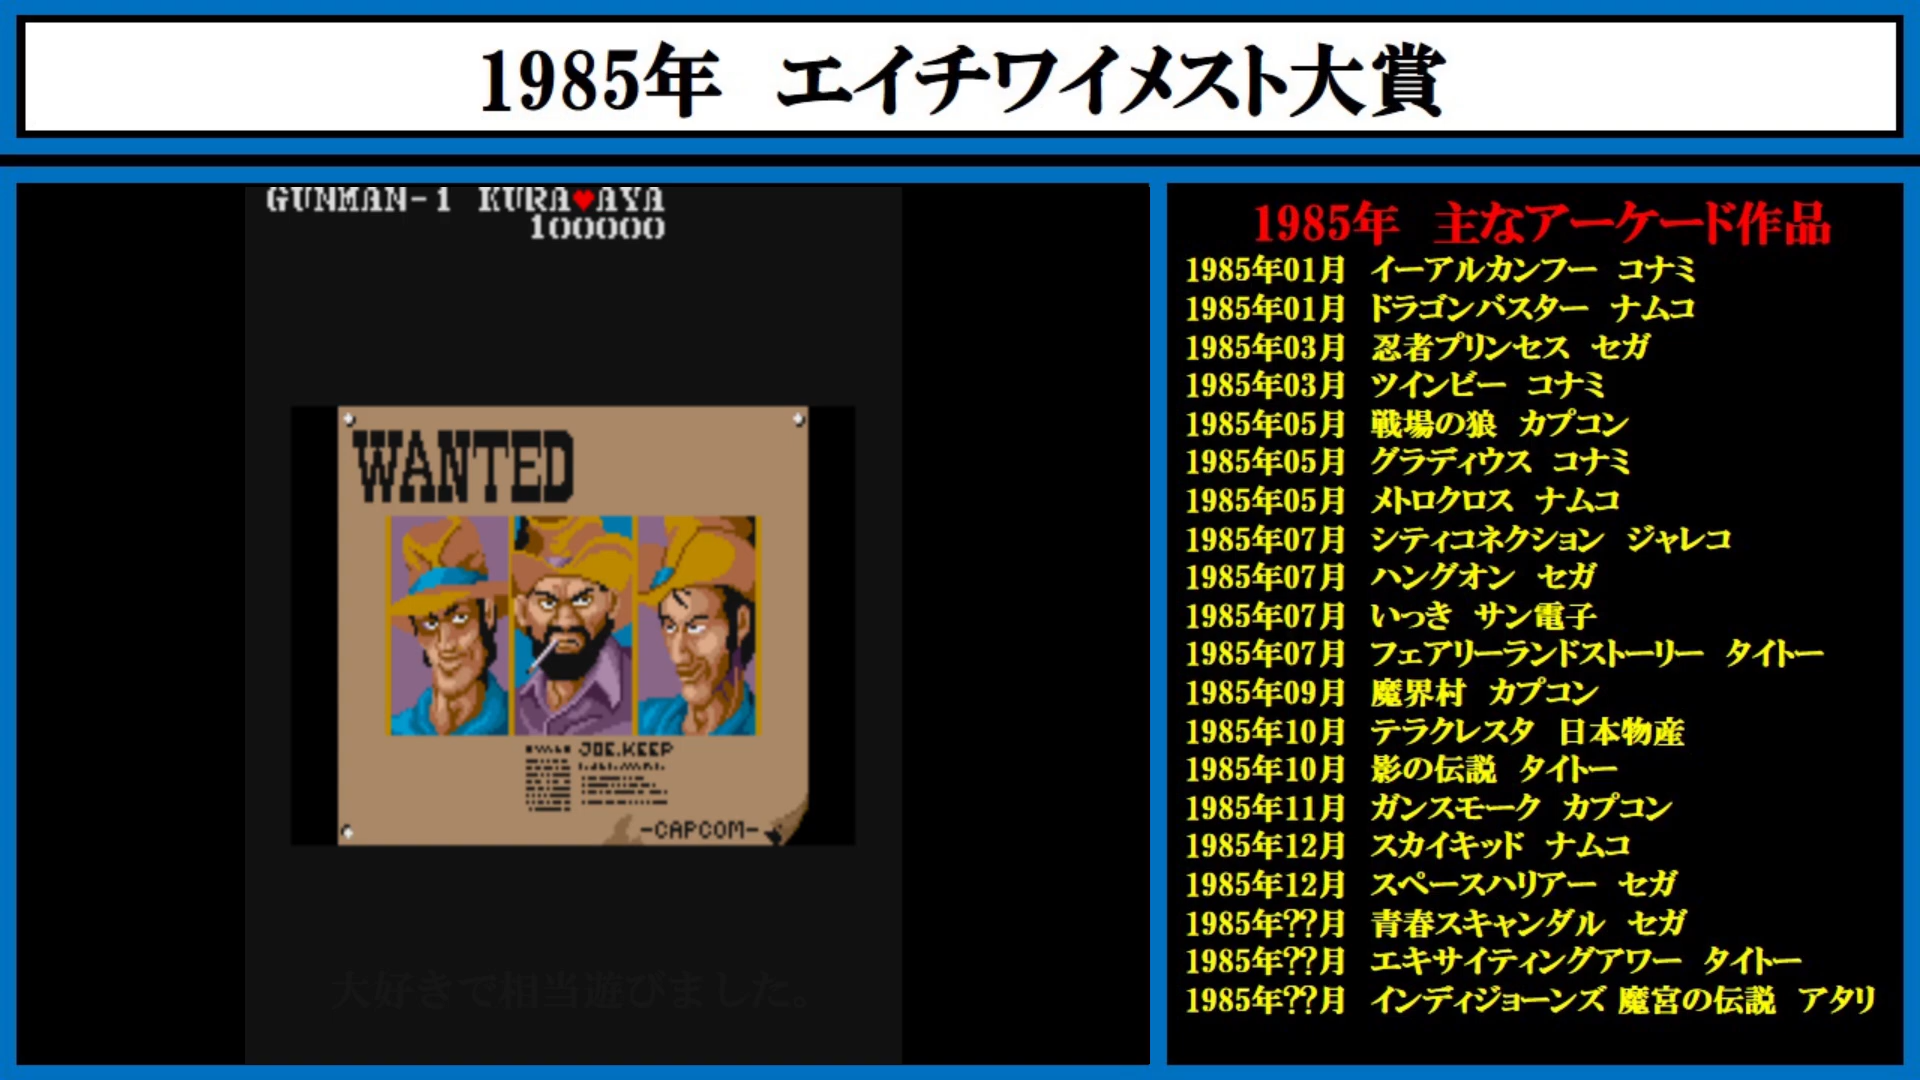 1985年 エイチワイメスト大賞
GUNMAN-1 KURA♥AYA
100000
WANTED
JOE.KEEP
-CAPCOM-
大好きで相当遊びました。
1985年 主なアーケード作品
1985年01月 イーアルカンフー コナミ
1985年01月 ドラゴンバスター ナムコ
1985年03月 忍者プリンセス セガ
1985年03月 ツインビー コナミ
1985年05月 戦場の狼 カプコン
1985年05月 グラディウス コナミ
1985年05月 メトロクロス ナムコ
1985年07月 シティコネクション ジャレコ
1985年07月 ハングオン セガ
1985年07月 いっき サン電子
1985年07月 フェアリーランドストーリー タイトー
1985年09月 魔界村 カプコン
1985年10月 テラクレスタ 日本物産
1985年10月 影の伝説 タイトー
1985年11月 ガンスモーク カプコン
1985年12月 スカイキッド ナムコ
1985年12月 スペースハリアー セガ
1985年??月 青春スキャンダル セガ
1985年??月 エキサイティングアワー タイトー
1985年??月 インディジョーンズ 魔宮の伝説 アタリ